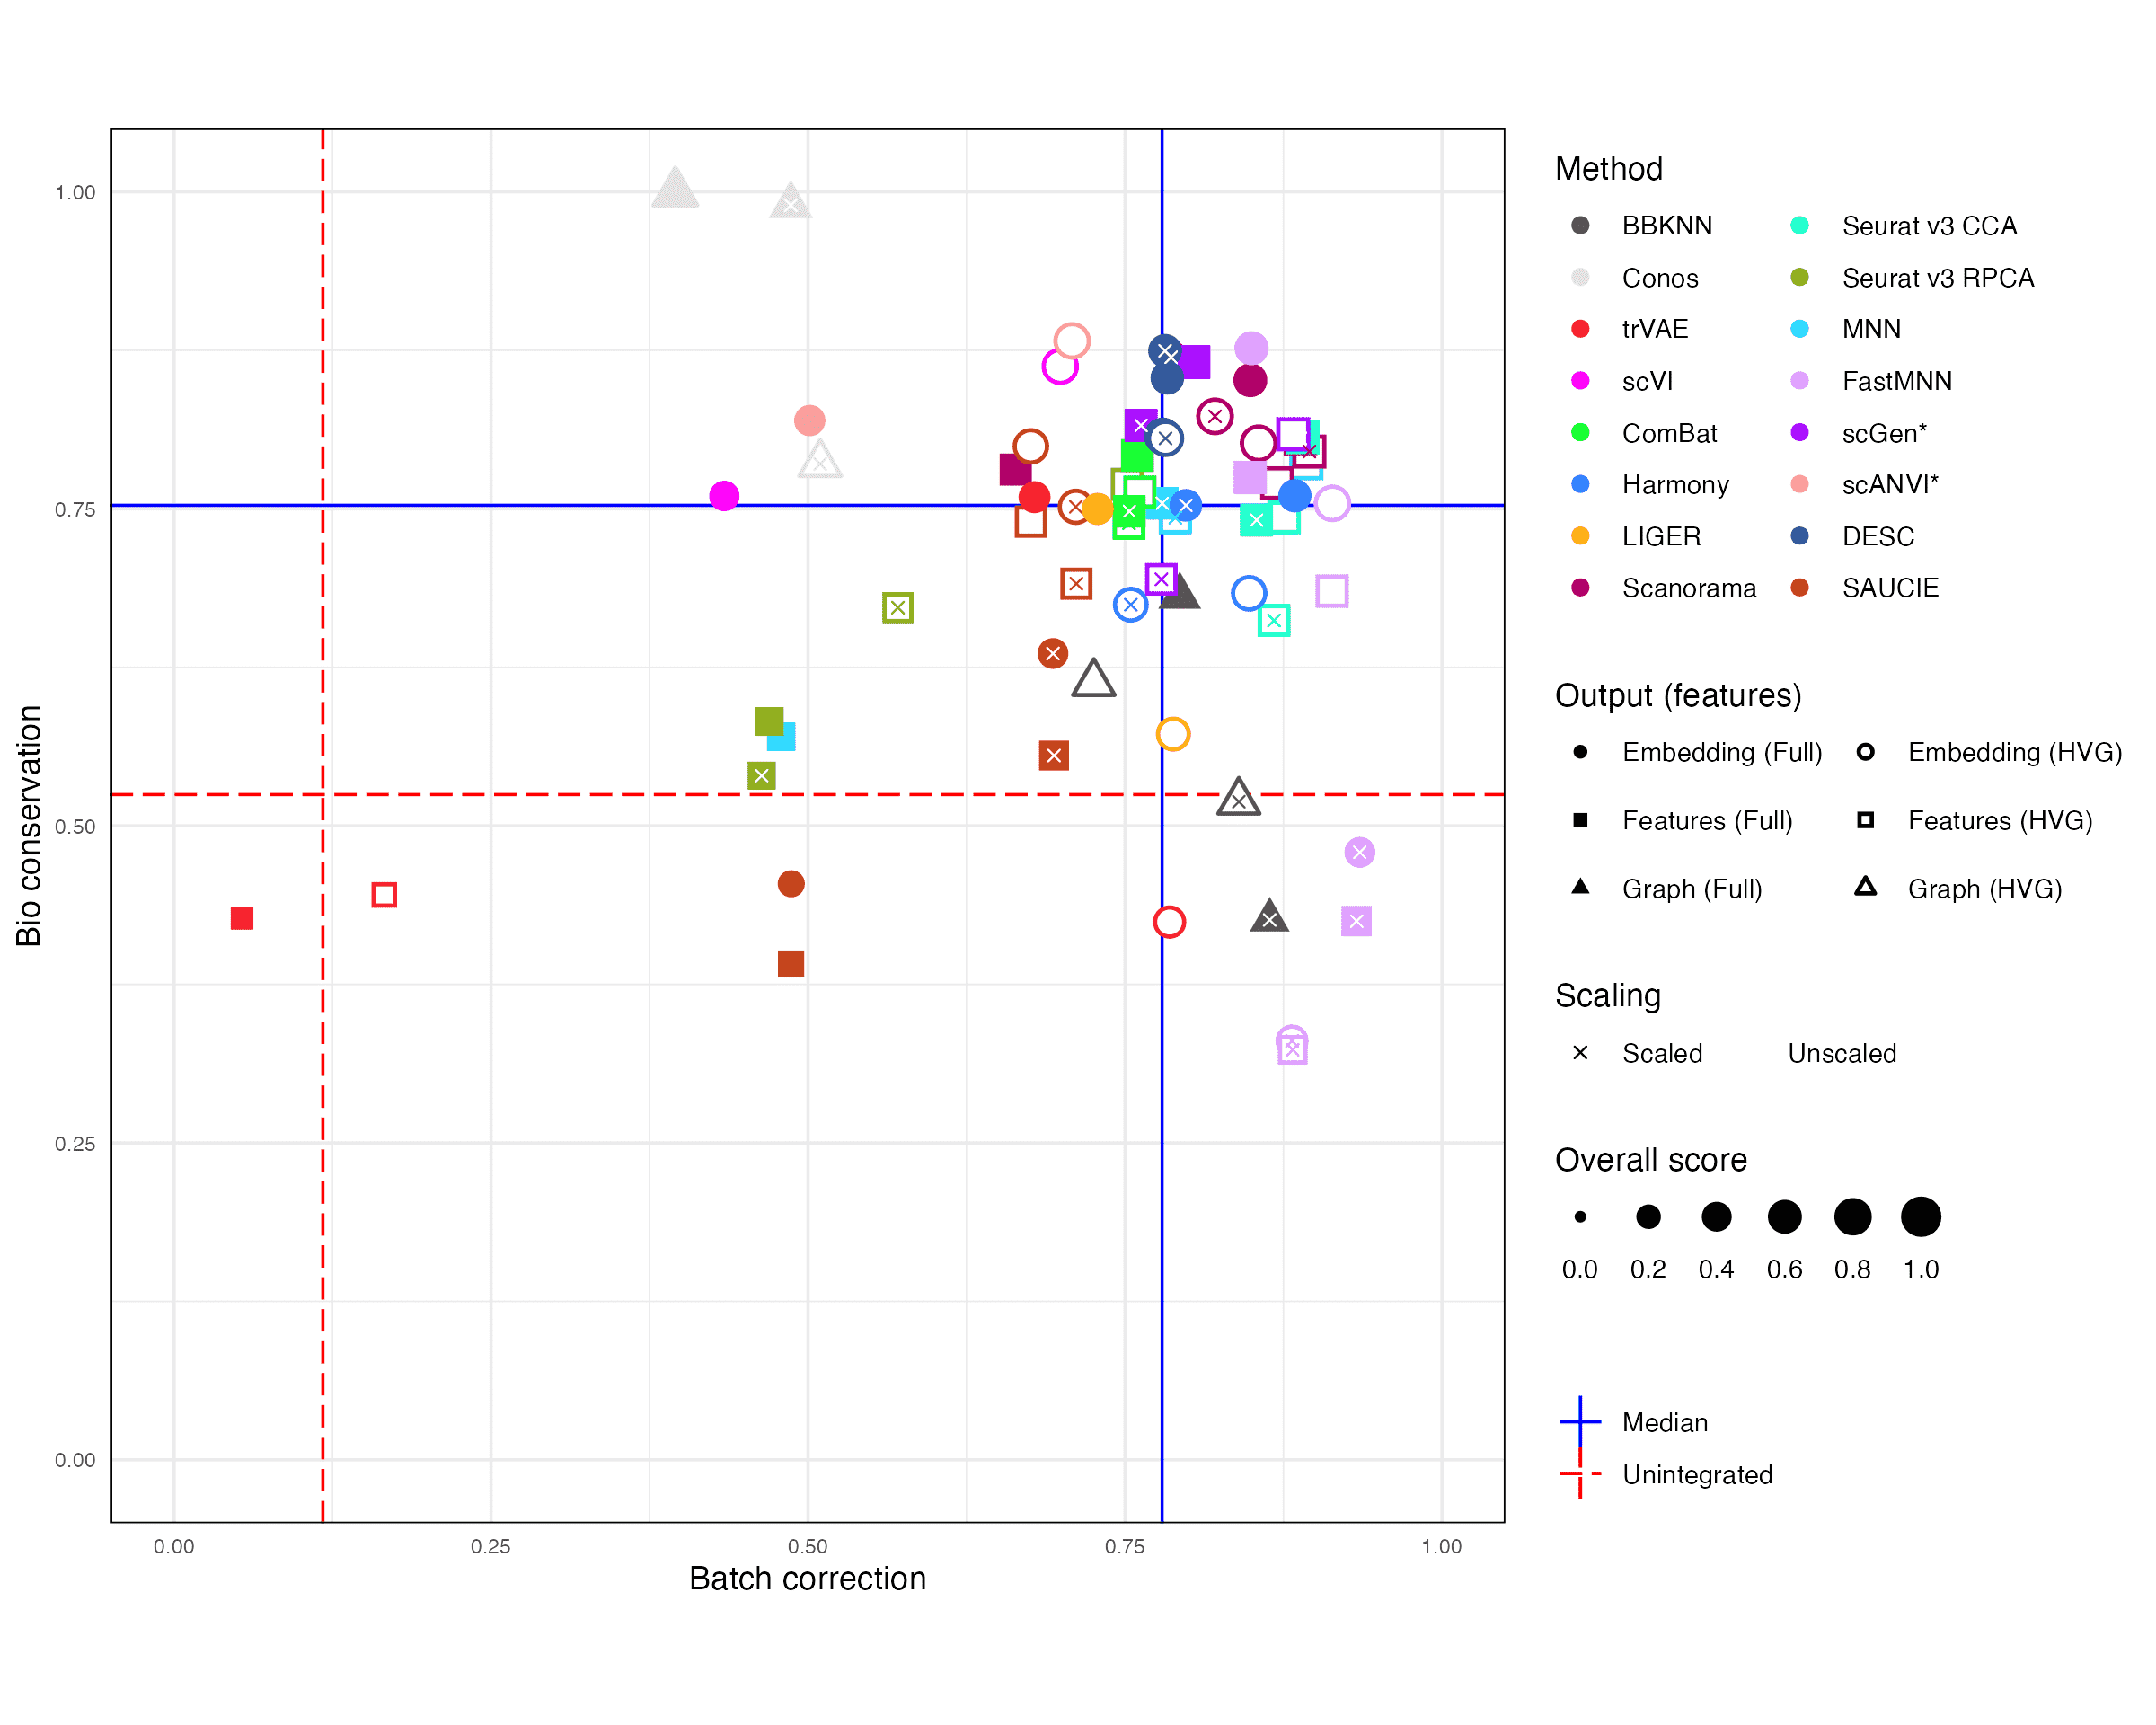 Method
BBKNN
Seurat v3 CCA
Conos
Seurat v3 RPCA
trVAE
MNN
scVI
FastMNN
ComBat
scGen*
Harmony
scANVI*
LIGER
DESC
Scanorama
SAUCIE
Output (features)
Embedding (Full)
Embedding (HVG)
Features (Full)
Features (HVG)
Graph (Full)
Graph (HVG)
Scaling
Scaled
Unscaled
Overall score
0.0 0.2 0.4 0.6 0.8 1.0
Median
Unintegrated
Bio conservation
1.00
0.75
0.50
0.25
0.00
0.00 0.25 0.50 0.75 1.00
Batch correction